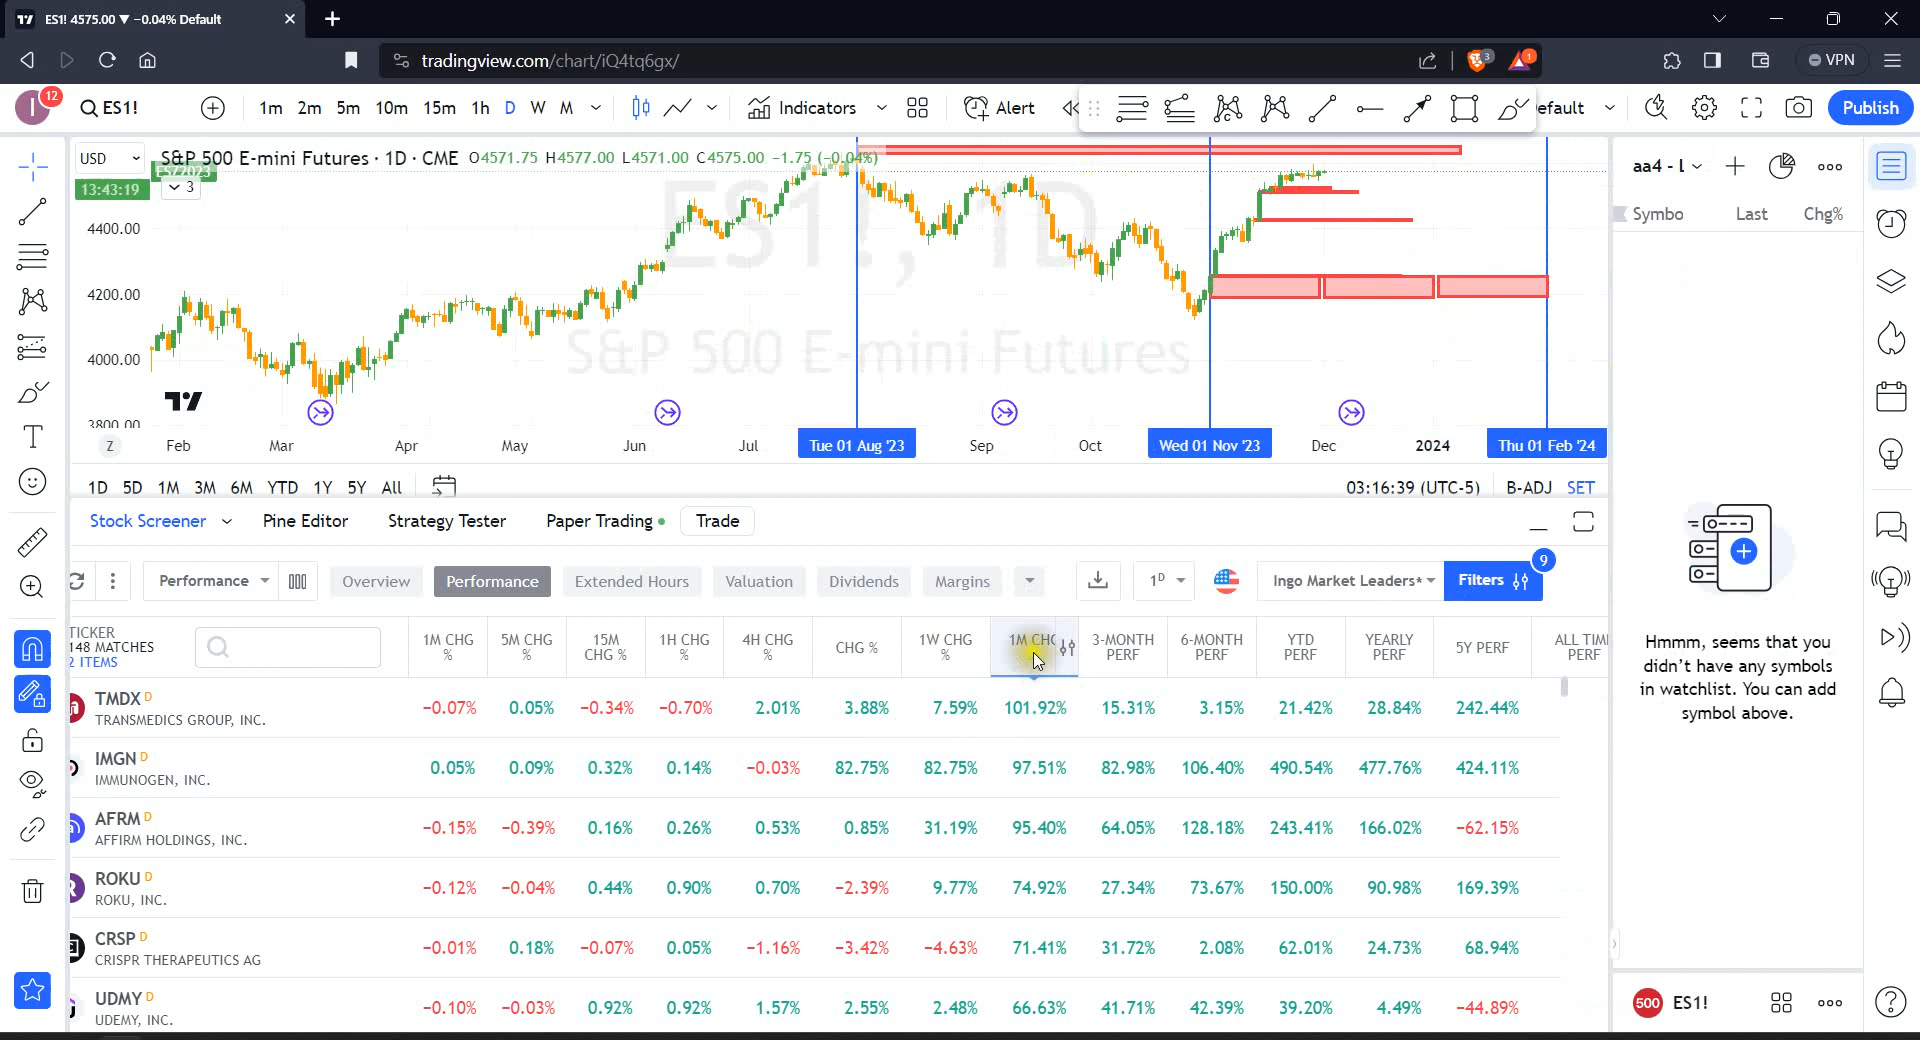 ES1! 4575.00 ▼ −0.04% Default
tradingview.com/chart/iQ4tq6gx/
3
1
VPN
I
12
ES1!
1m 2m 5m 10m 15m 1h D W M
Indicators
Alert
efault
Publish
USD
S&P 500 E-mini Futures · 1D · CME O4571.75 H4577.00 L4571.00 C4575.00 −1.75 (−0.04%)
ESZ2023
13:43:19
3
4400.00
4200.00
4000.00
3800.00
ES1!, 1D
S&P 500 E-mini Futures
Z
Feb Mar Apr May Jun Jul Tue 01 Aug '23 Sep Oct Wed 01 Nov '23 Dec 2024 Thu 01 Feb '24
1D 5D 1M 3M 6M YTD 1Y 5Y All
03:16:39 (UTC-5) B-ADJ SET
Stock Screener Pine Editor Strategy Tester Paper Trading Trade
Performance
Overview Performance Extended Hours Valuation Dividends Margins
1D
Ingo Market Leaders*
Filters
9
TICKER
148 MATCHES
2 ITEMS
1M CHG %
5M CHG %
15M CHG %
1H CHG %
4H CHG %
CHG %
1W CHG %
1M CHG
3-MONTH PERF
6-MONTH PERF
YTD PERF
YEARLY PERF
5Y PERF
ALL TIM PERF
TMDX D
TRANSMEDICS GROUP, INC.
−0.07% 0.05% −0.34% −0.70% 2.01% 3.88% 7.59% 101.92% 15.31% 3.15% 21.42% 28.84% 242.44%
IMGN D
IMMUNOGEN, INC.
0.05% 0.09% 0.32% 0.14% −0.03% 82.75% 82.75% 97.51% 82.98% 106.40% 490.54% 477.76% 424.11%
AFRM D
AFFIRM HOLDINGS, INC.
−0.15% −0.39% 0.16% 0.26% 0.53% 0.85% 31.19% 95.40% 64.05% 128.18% 243.41% 166.02% −62.15%
ROKU D
ROKU, INC.
−0.12% −0.04% 0.44% 0.90% 0.70% −2.39% 9.77% 74.92% 27.34% 73.67% 150.00% 90.98% 169.39%
CRSP D
CRISPR THERAPEUTICS AG
−0.01% 0.18% −0.07% 0.05% −1.16% −3.42% −4.63% 71.41% 31.72% 2.08% 62.01% 24.73% 68.94%
UDMY D
UDEMY, INC.
−0.10% −0.03% 0.92% 0.92% 1.57% 2.55% 2.48% 66.63% 41.71% 42.39% 39.20% 4.49% −44.89%
aa4 - L
Symbo Last Chg%
Hmmm, seems that you
didn't have any symbols
in watchlist. You can add
symbol above.
500 ES1!